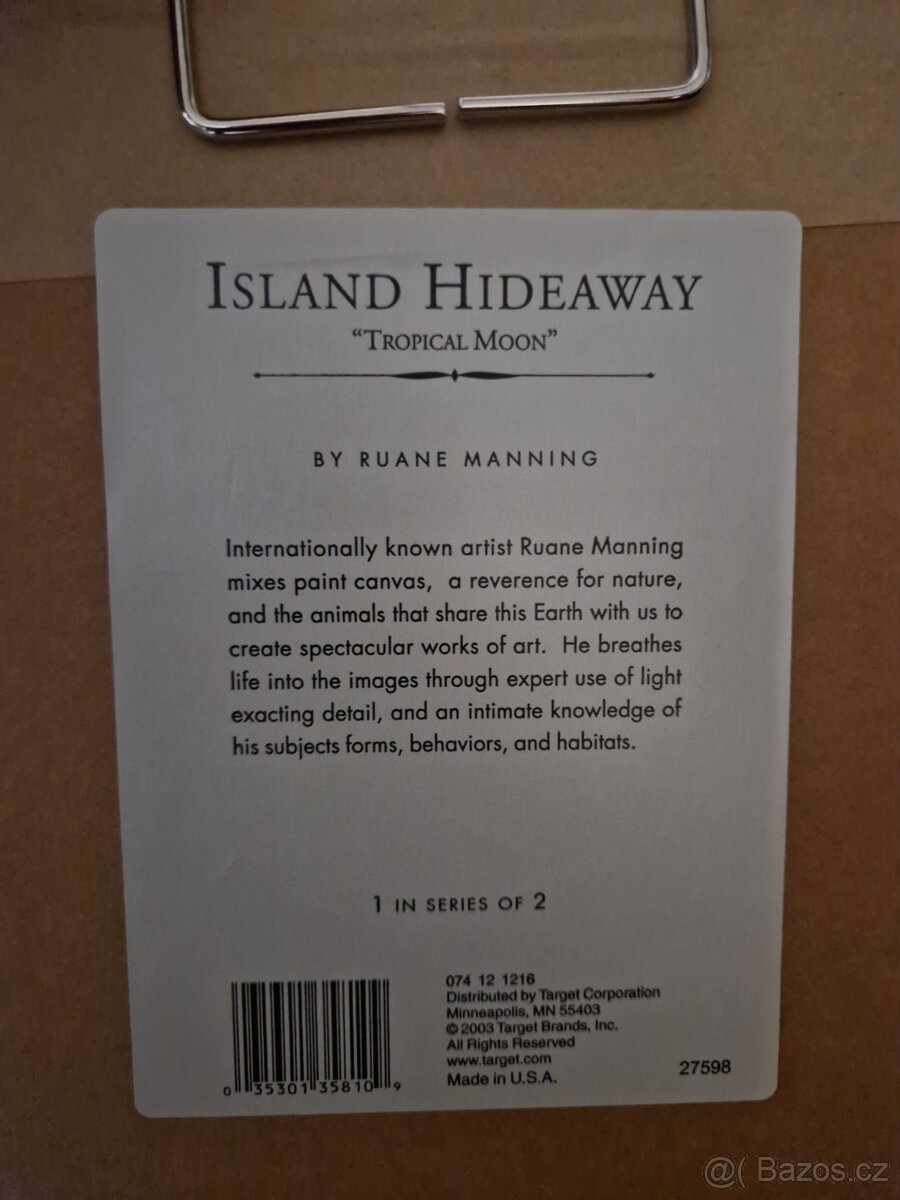 ISLAND HIDEAWAY
“TROPICAL MOON”
BY RUANE MANNING
Internationally known artist Ruane Manning
mixes paint canvas, a reverence for nature,
and the animals that share this Earth with us to
create spectacular works of art. He breathes
life into the images through expert use of light
exacting detail, and an intimate knowledge of
his subjects forms, behaviors, and habitats.
1 IN SERIES OF 2
074 12 1216
Distributed by Target Corporation
Minneapolis, MN 55403
© 2003 Target Brands, Inc.
All Rights Reserved
www.target.com
Made in U.S.A.
27598
0 35301 35810 9
@( Bazos.cz